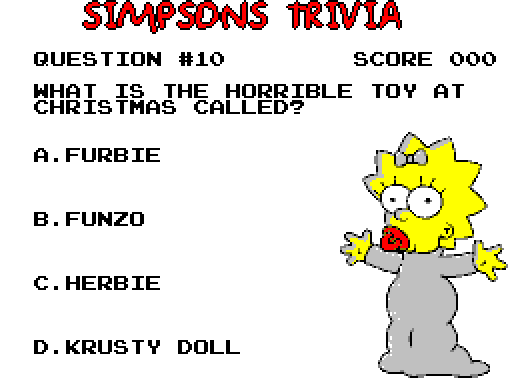 SIMPSONS TRIVIA
QUESTION #10 SCORE 000
WHAT IS THE HORRIBLE TOY AT
CHRISTMAS CALLED?
A.FURBIE
B.FUNZO
C.HERBIE
D.KRUSTY DOLL